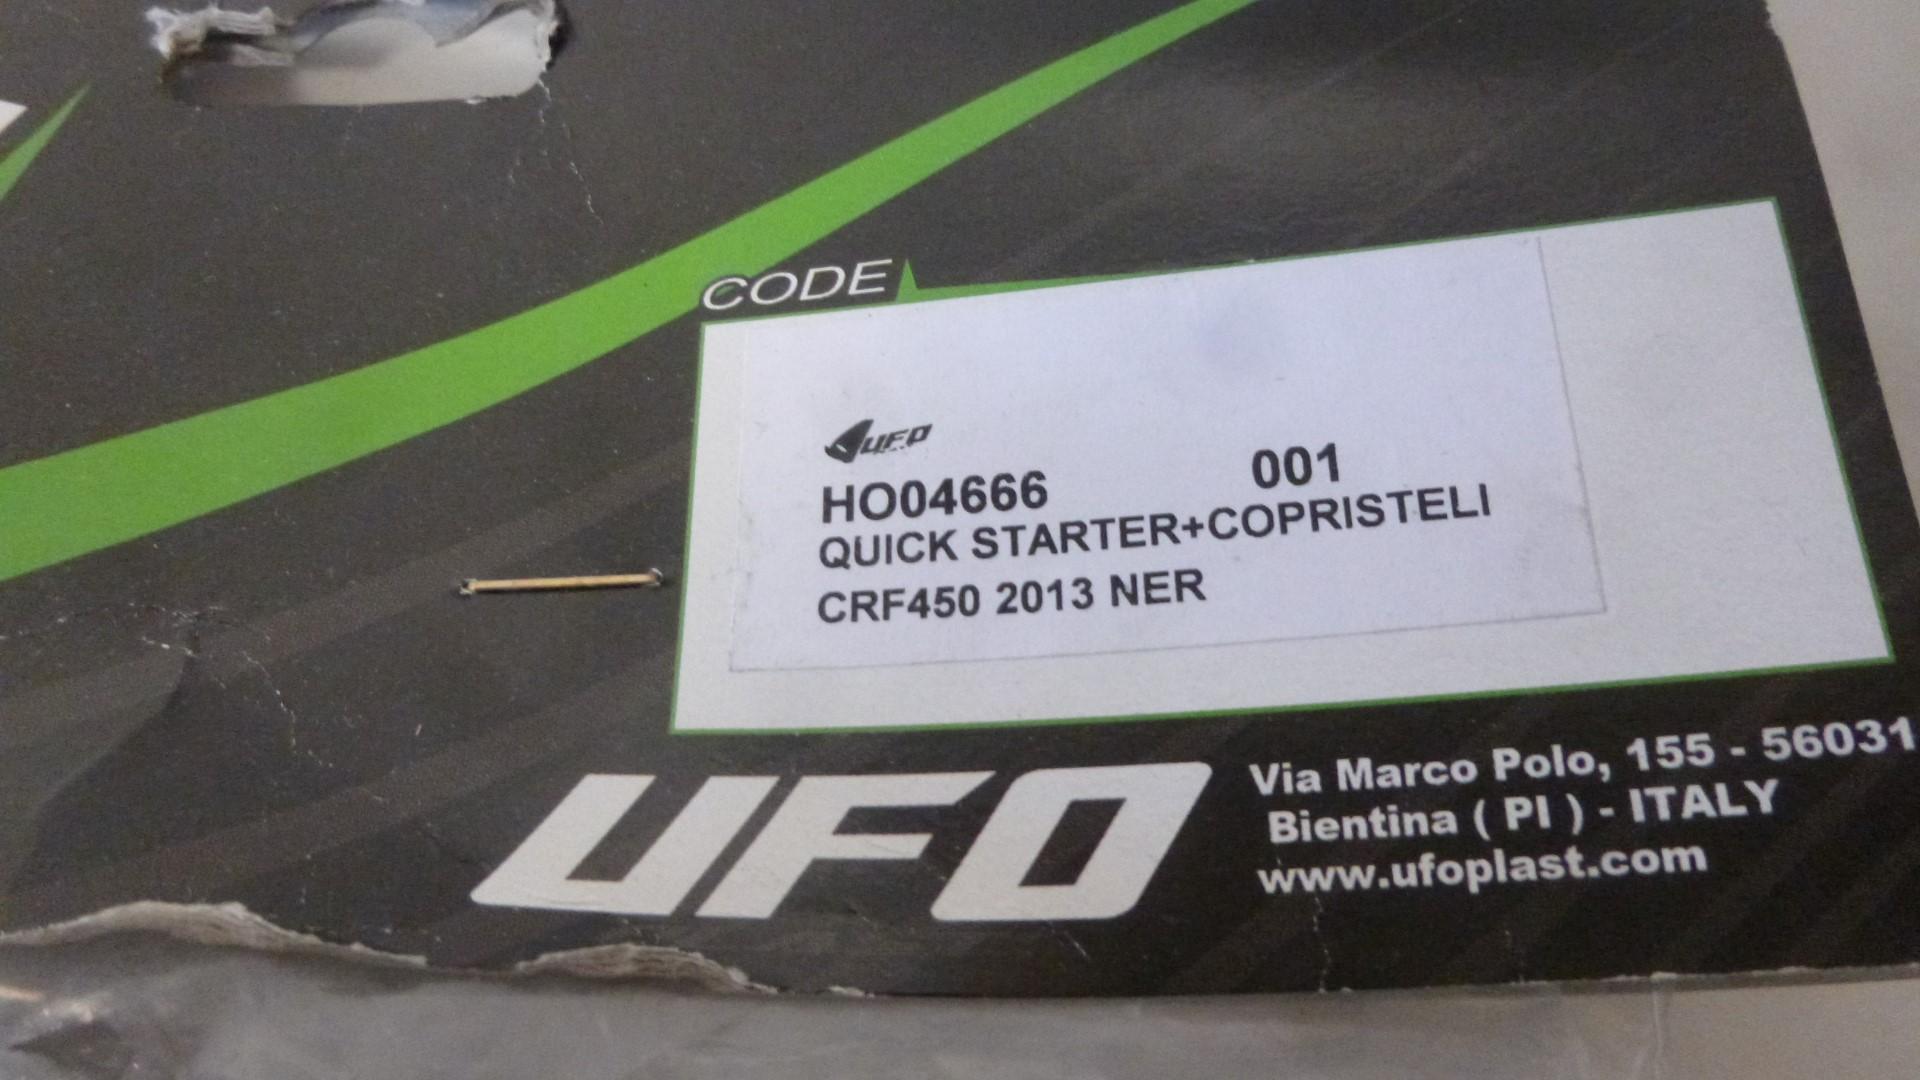 CODE
UFO
HO04666 001
QUICK STARTER+COPRISTELI
CRF450 2013 NER
UFO
Via Marco Polo, 155 - 56031
Bientina ( PI ) - ITALY
www.ufoplast.com